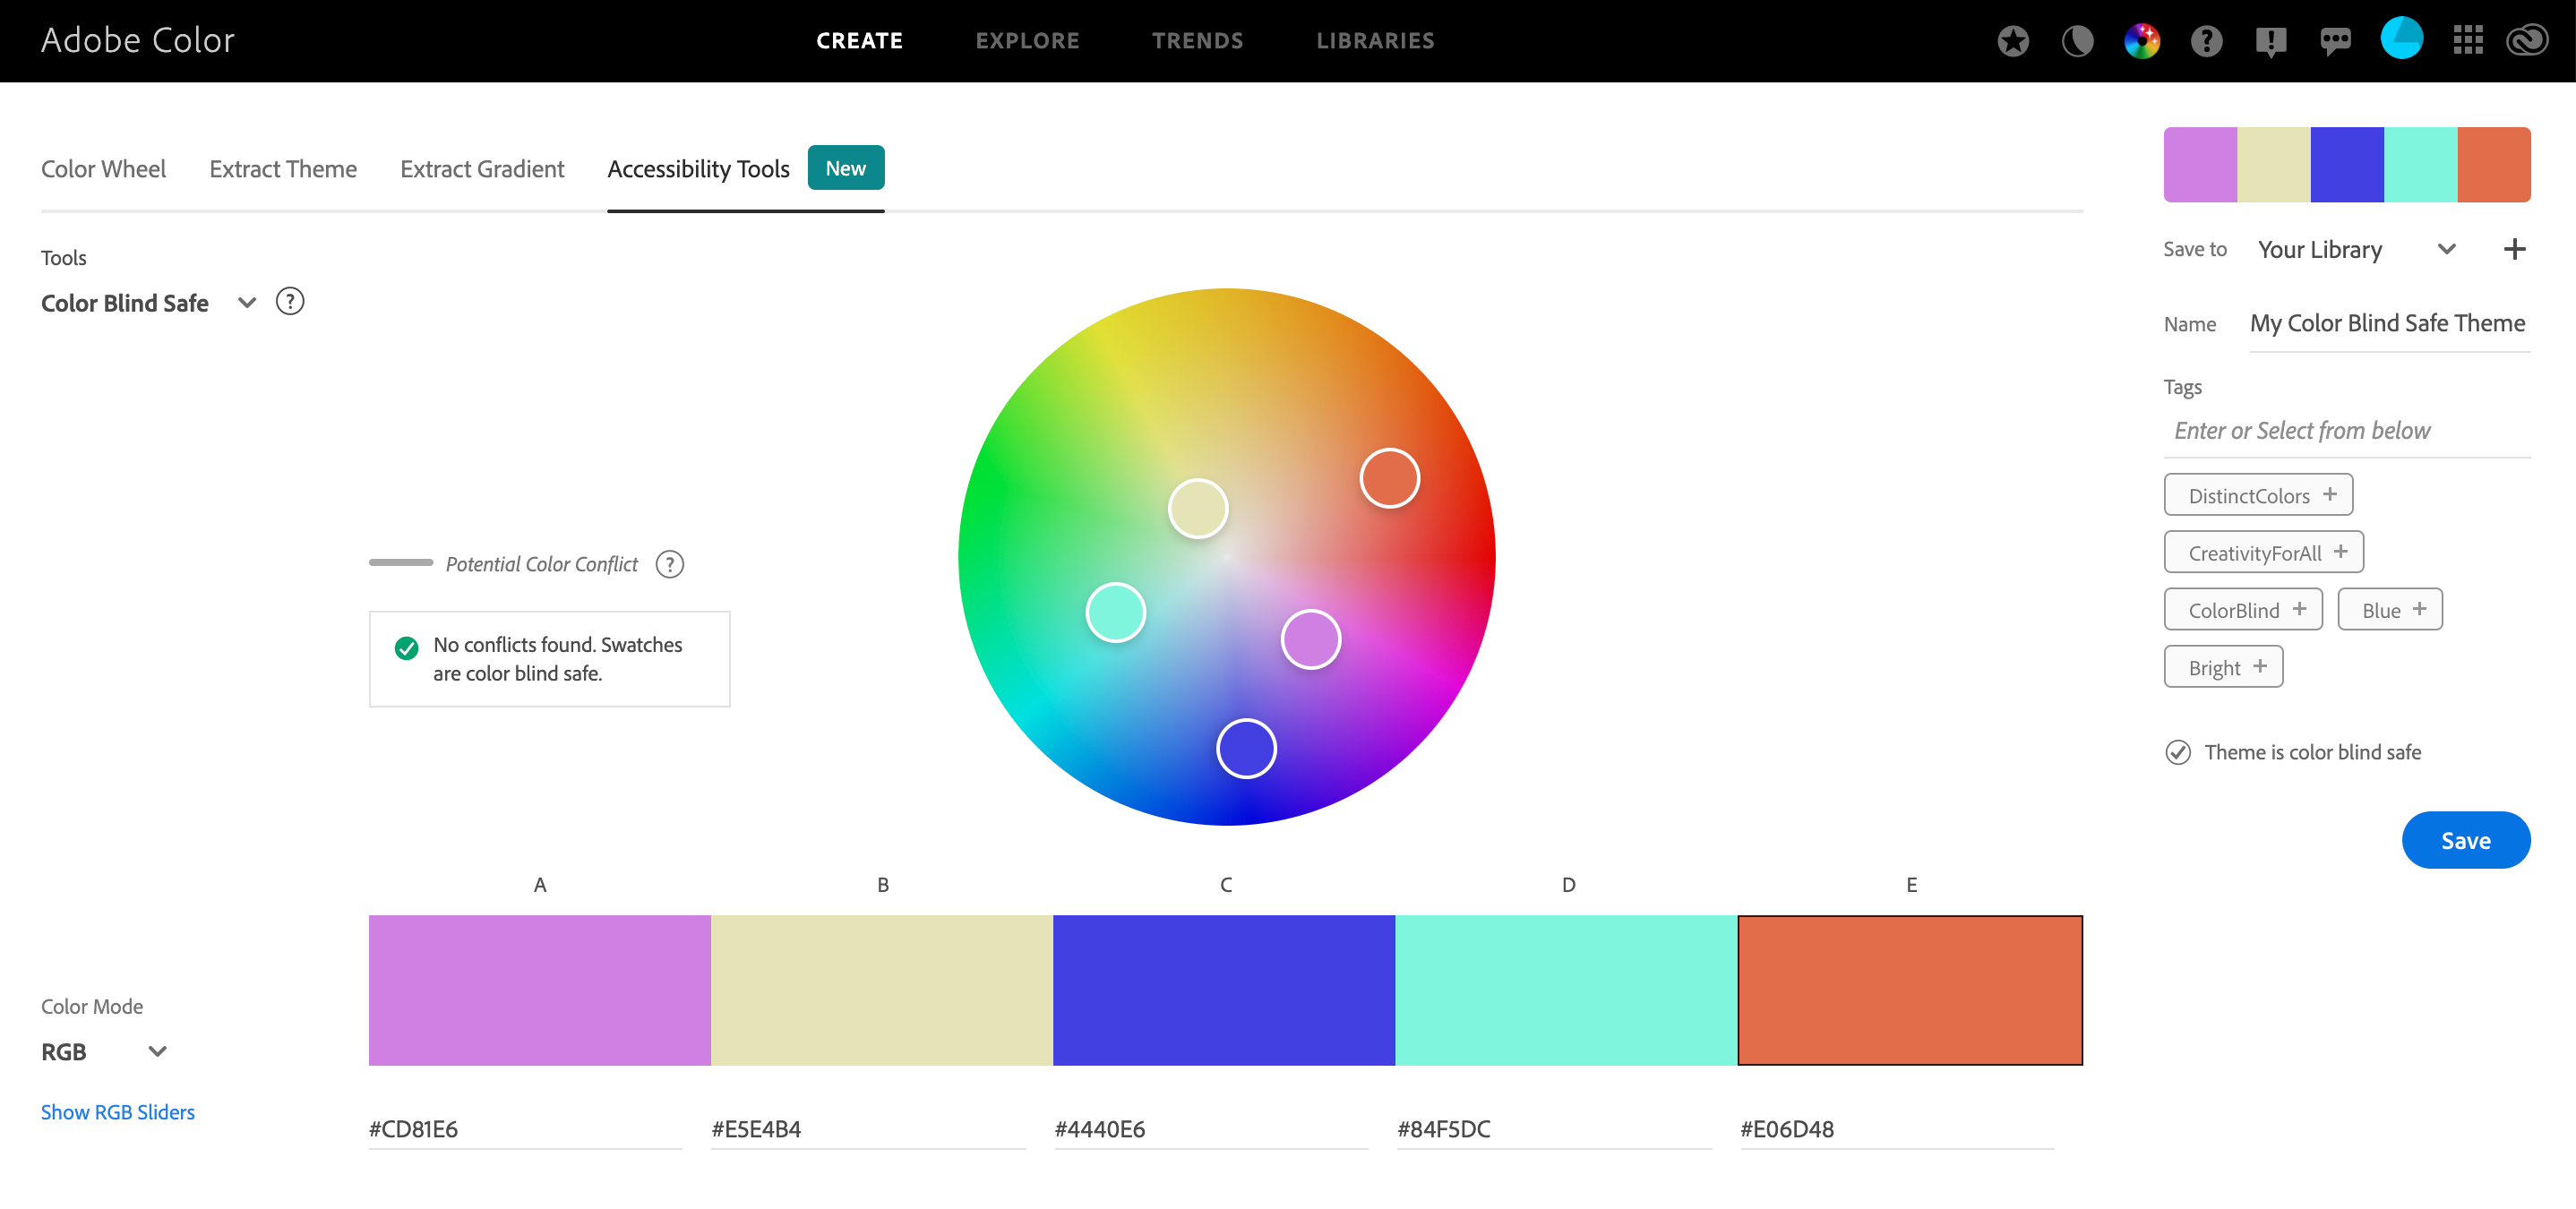 Adobe Color
CREATE
EXPLORE
TRENDS
LIBRARIES
Color Wheel
Extract Theme
Extract Gradient
Accessibility Tools
New
Tools
Color Blind Safe
Potential Color Conflict
No conflicts found. Swatches
are color blind safe.
Save to
Your Library
Name
My Color Blind Safe Theme
Tags
Enter or Select from below
DistinctColors +
CreativityForAll +
ColorBlind +
Blue +
Bright +
Theme is color blind safe
Save
A
B
C
D
E
Color Mode
RGB
Show RGB Sliders
#CD81E6
#E5E4B4
#4440E6
#84F5DC
#E06D48